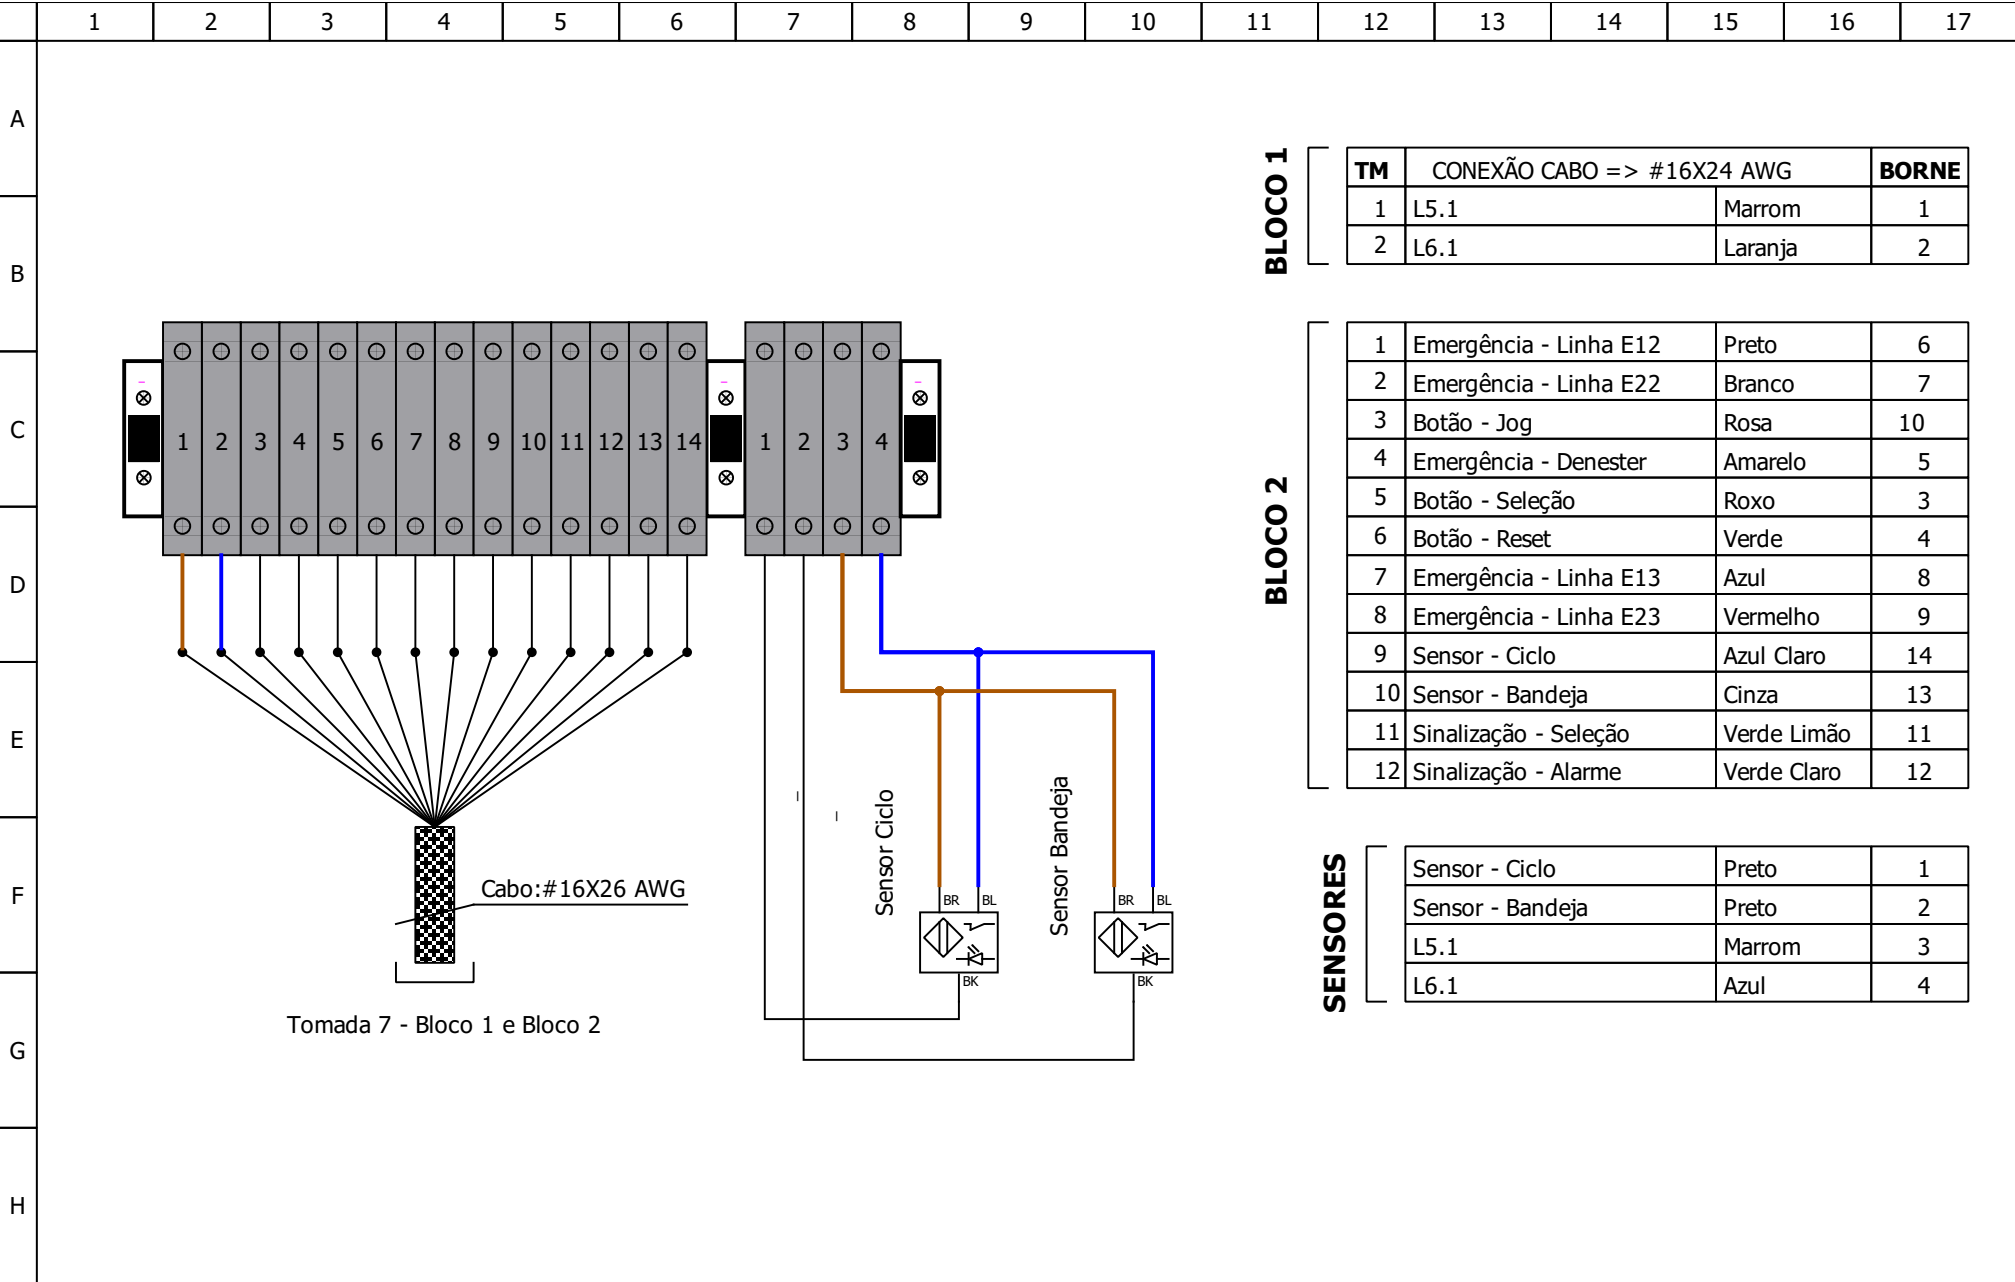 1 2 3 4 5 6 7 8 9 10 11 12 13 14 15 16 17
A
B
C
D
E
F
G
H
1 2 3 4 5 6 7 8 9 10 11 12 13 14
1 2 3 4
Cabo:#16X26 AWG
Tomada 7 - Bloco 1 e Bloco 2
Sensor Ciclo
BR BL
BK
Sensor Bandeja
BR BL
BK
BLOCO 1
TM CONEXÃO CABO => #16X24 AWG BORNE
1 L5.1 Marrom 1
2 L6.1 Laranja 2
BLOCO 2
1 Emergência - Linha E12 Preto 6
2 Emergência - Linha E22 Branco 7
3 Botão - Jog Rosa 10
4 Emergência - Denester Amarelo 5
5 Botão - Seleção Roxo 3
6 Botão - Reset Verde 4
7 Emergência - Linha E13 Azul 8
8 Emergência - Linha E23 Vermelho 9
9 Sensor - Ciclo Azul Claro 14
10 Sensor - Bandeja Cinza 13
11 Sinalização - Seleção Verde Limão 11
12 Sinalização - Alarme Verde Claro 12
SENSORES
Sensor - Ciclo Preto 1
Sensor - Bandeja Preto 2
L5.1 Marrom 3
L6.1 Azul 4